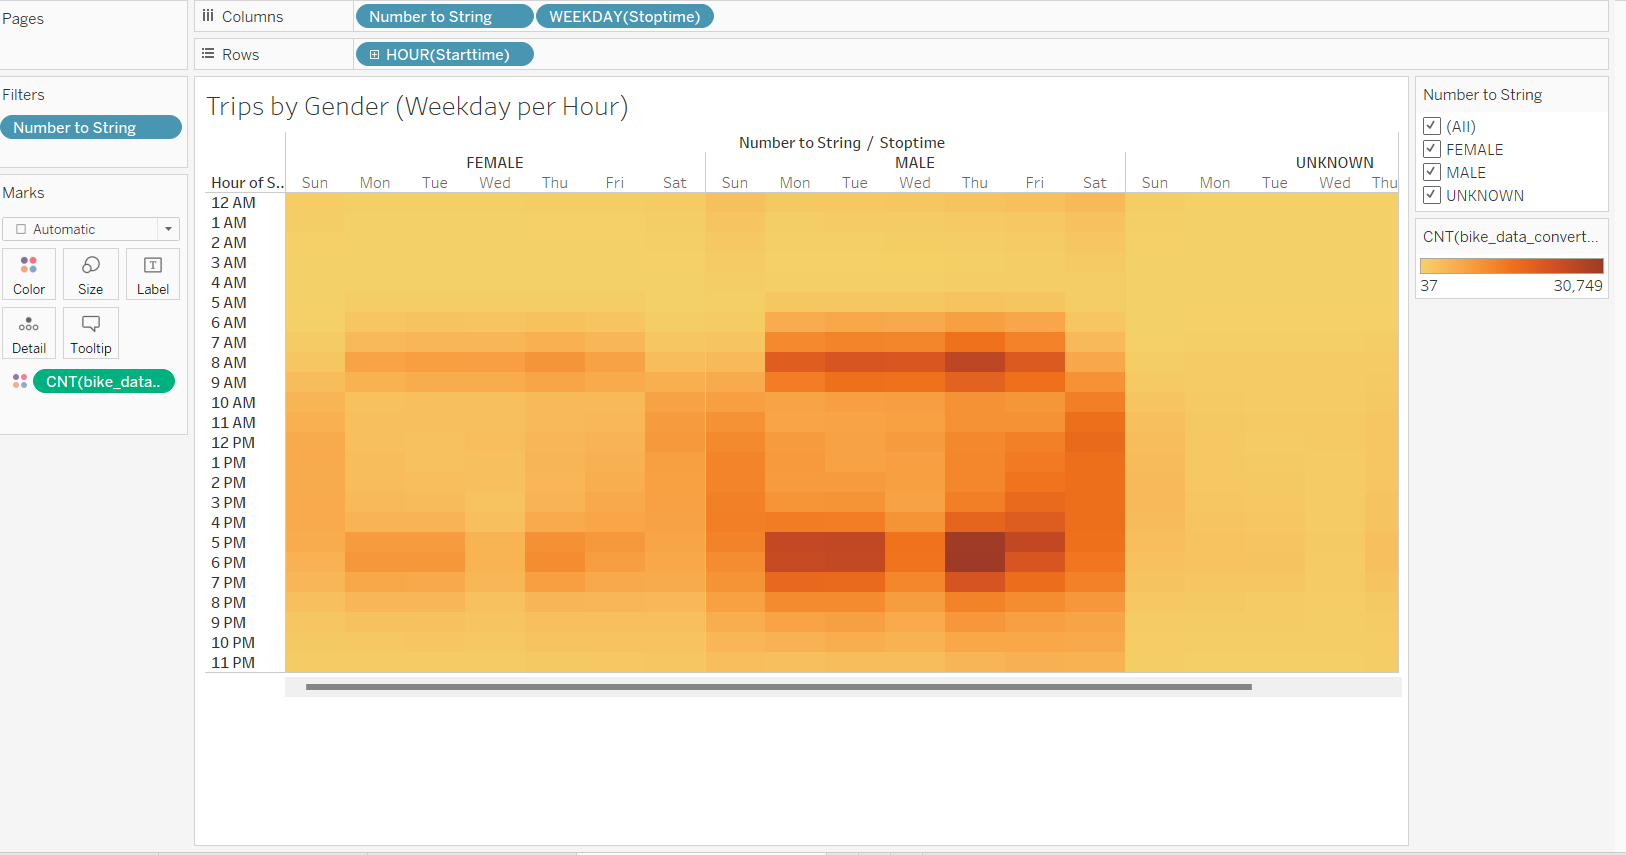 Pages
Columns
Number to String
WEEKDAY(Stoptime)
Rows
HOUR(Starttime)
Filters
Number to String
Marks
Automatic
Color
Size
Label
Detail
Tooltip
CNT(bike_data..
Trips by Gender (Weekday per Hour)
Number to String / Stoptime
FEMALE MALE UNKNOWN
Hour of S.. Sun Mon Tue Wed Thu Fri Sat Sun Mon Tue Wed Thu Fri Sat Sun Mon Tue Wed Thu
12 AM
1 AM
2 AM
3 AM
4 AM
5 AM
6 AM
7 AM
8 AM
9 AM
10 AM
11 AM
12 PM
1 PM
2 PM
3 PM
4 PM
5 PM
6 PM
7 PM
8 PM
9 PM
10 PM
11 PM
Number to String
(All)
FEMALE
MALE
UNKNOWN
CNT(bike_data_convert...
37 30,749